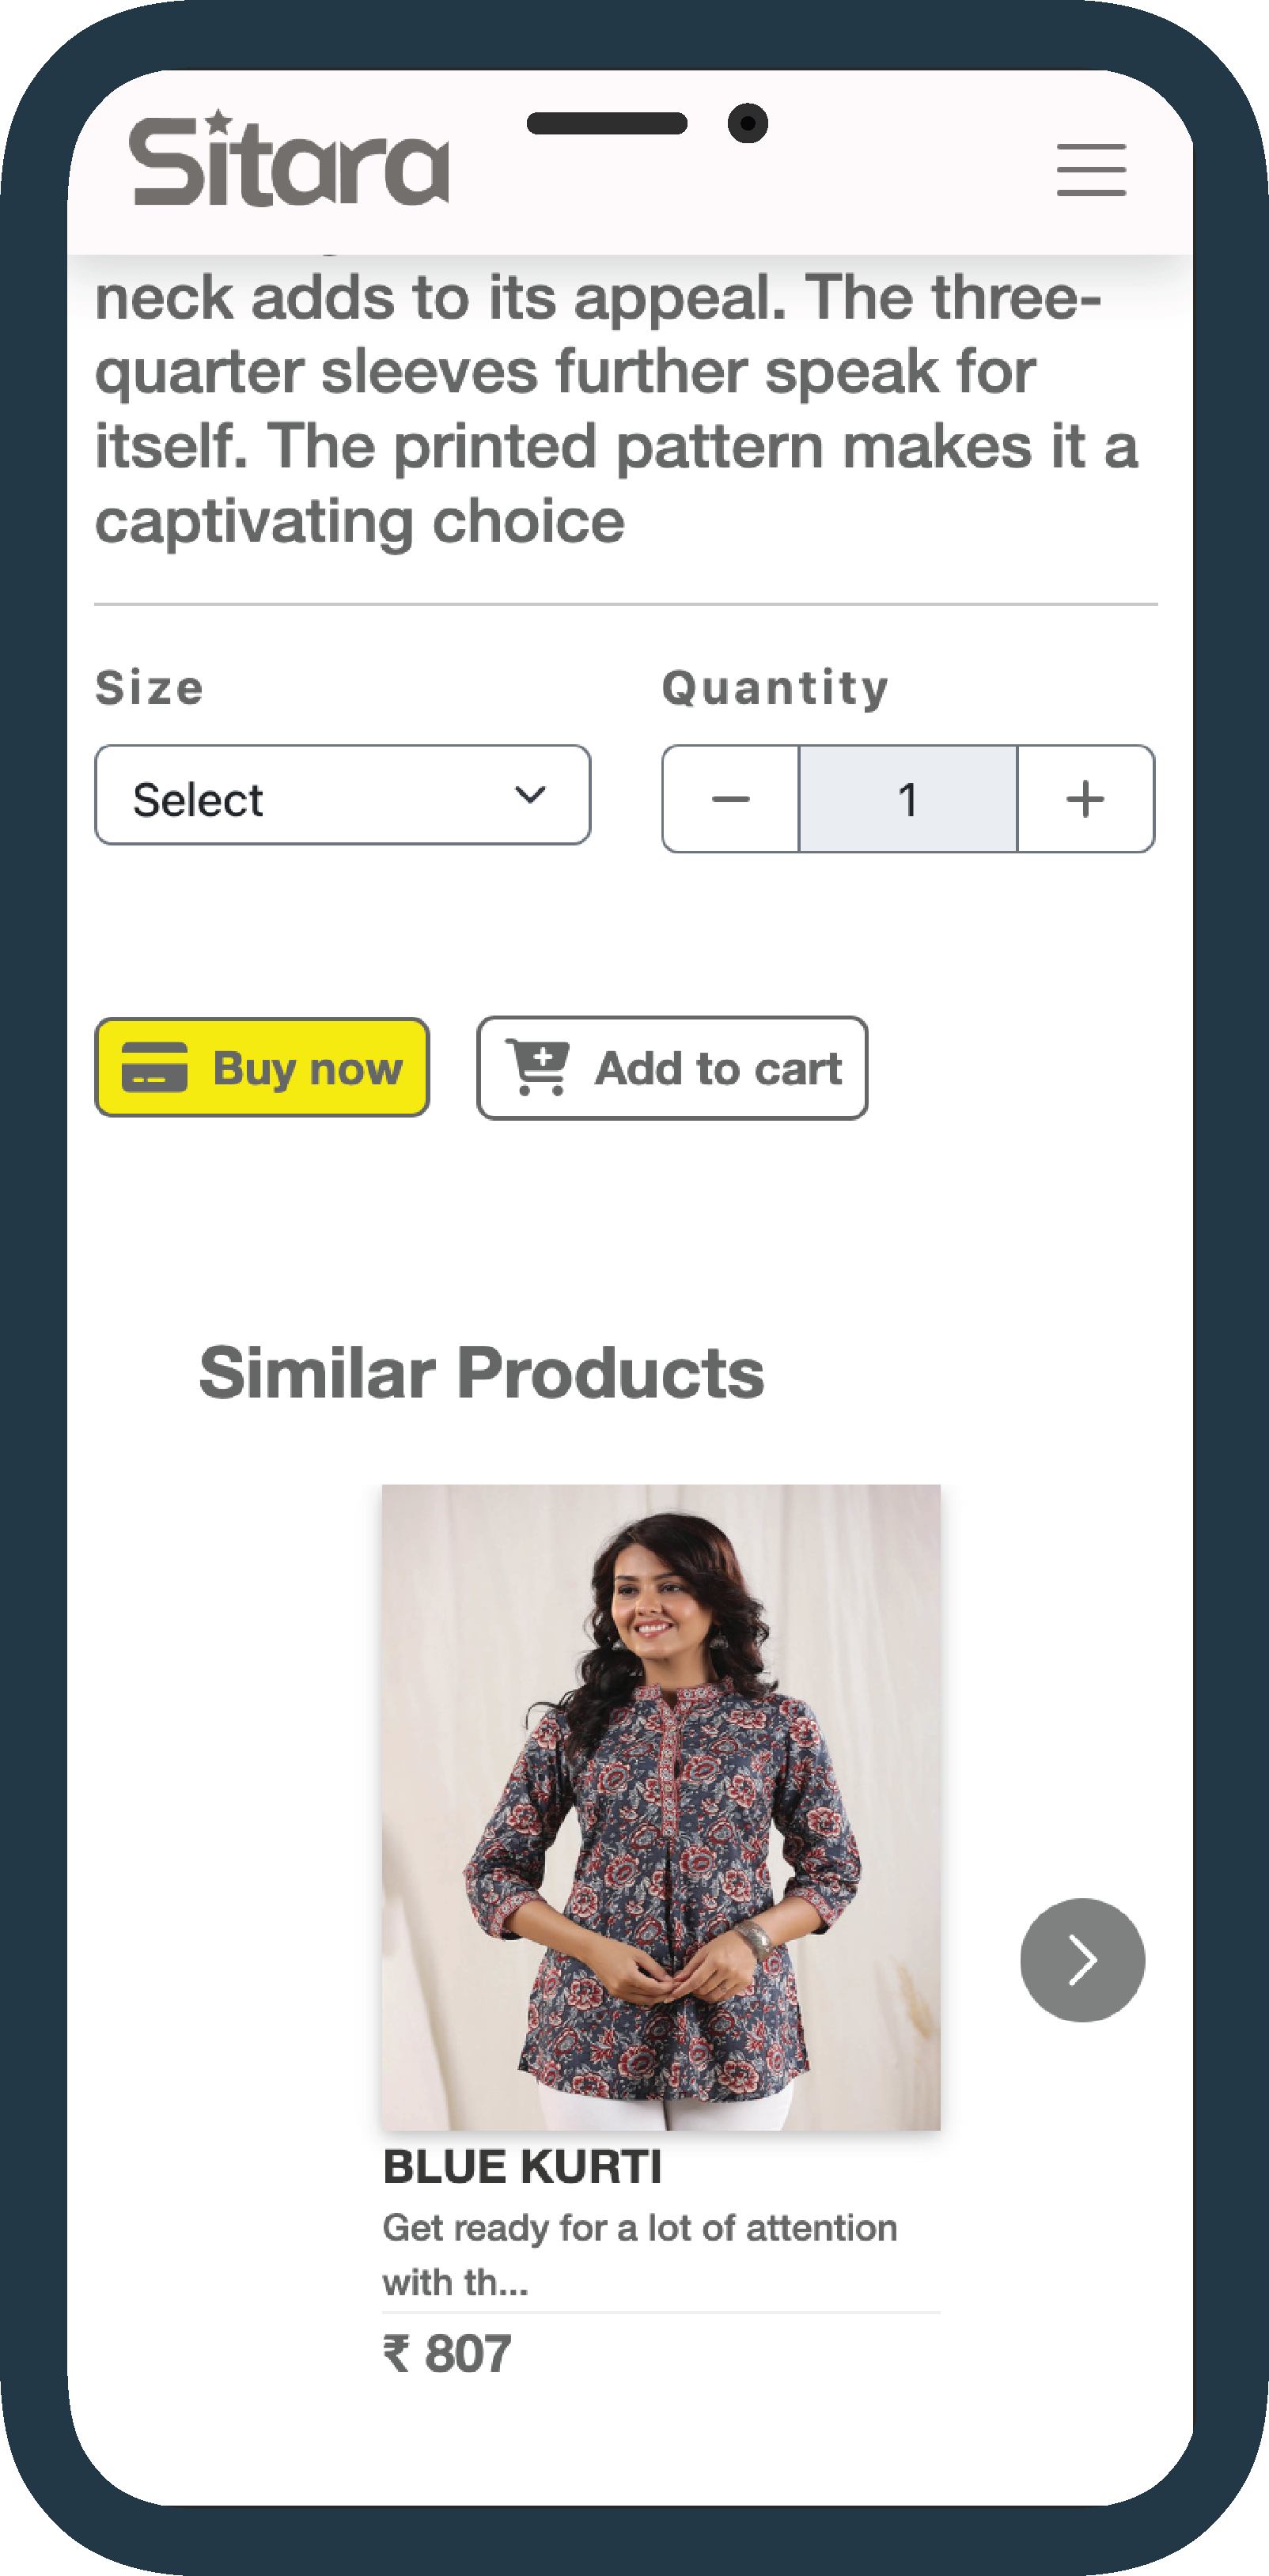 Sitara
neck adds to its appeal. The three-
quarter sleeves further speak for
itself. The printed pattern makes it a
captivating choice
Size
Quantity
Select
1
Buy now
Add to cart
Similar Products
BLUE KURTI
Get ready for a lot of attention
with th...
₹ 807